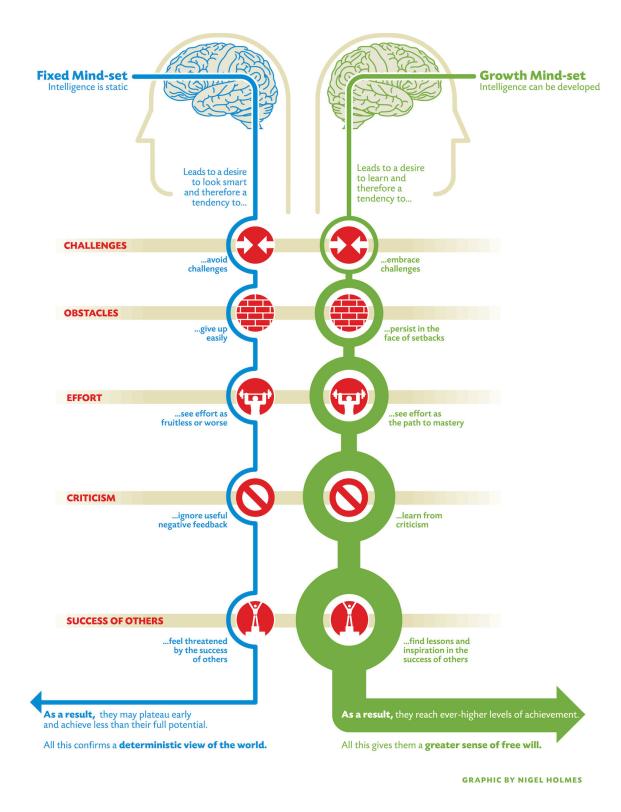 Fixed Mind-set
Intelligence is static
Growth Mind-set
Intelligence can be developed
Leads to a desire
to look smart
and therefore a
tendency to...
Leads to a desire
to learn and
therefore a
tendency to...
CHALLENGES
...avoid
challenges
...embrace
challenges
OBSTACLES
...give up
easily
...persist in the
face of setbacks
EFFORT
...see effort as
fruitless or worse
...see effort as
the path to mastery
CRITICISM
...ignore useful
negative feedback
...learn from
criticism
SUCCESS OF OTHERS
...feel threatened
by the success
of others
...find lessons and
inspiration in the
success of others
As a result, they may plateau early
and achieve less than their full potential.
All this confirms a deterministic view of the world.
As a result, they reach ever-higher levels of achievement.
All this gives them a greater sense of free will.
GRAPHIC BY NIGEL HOLMES